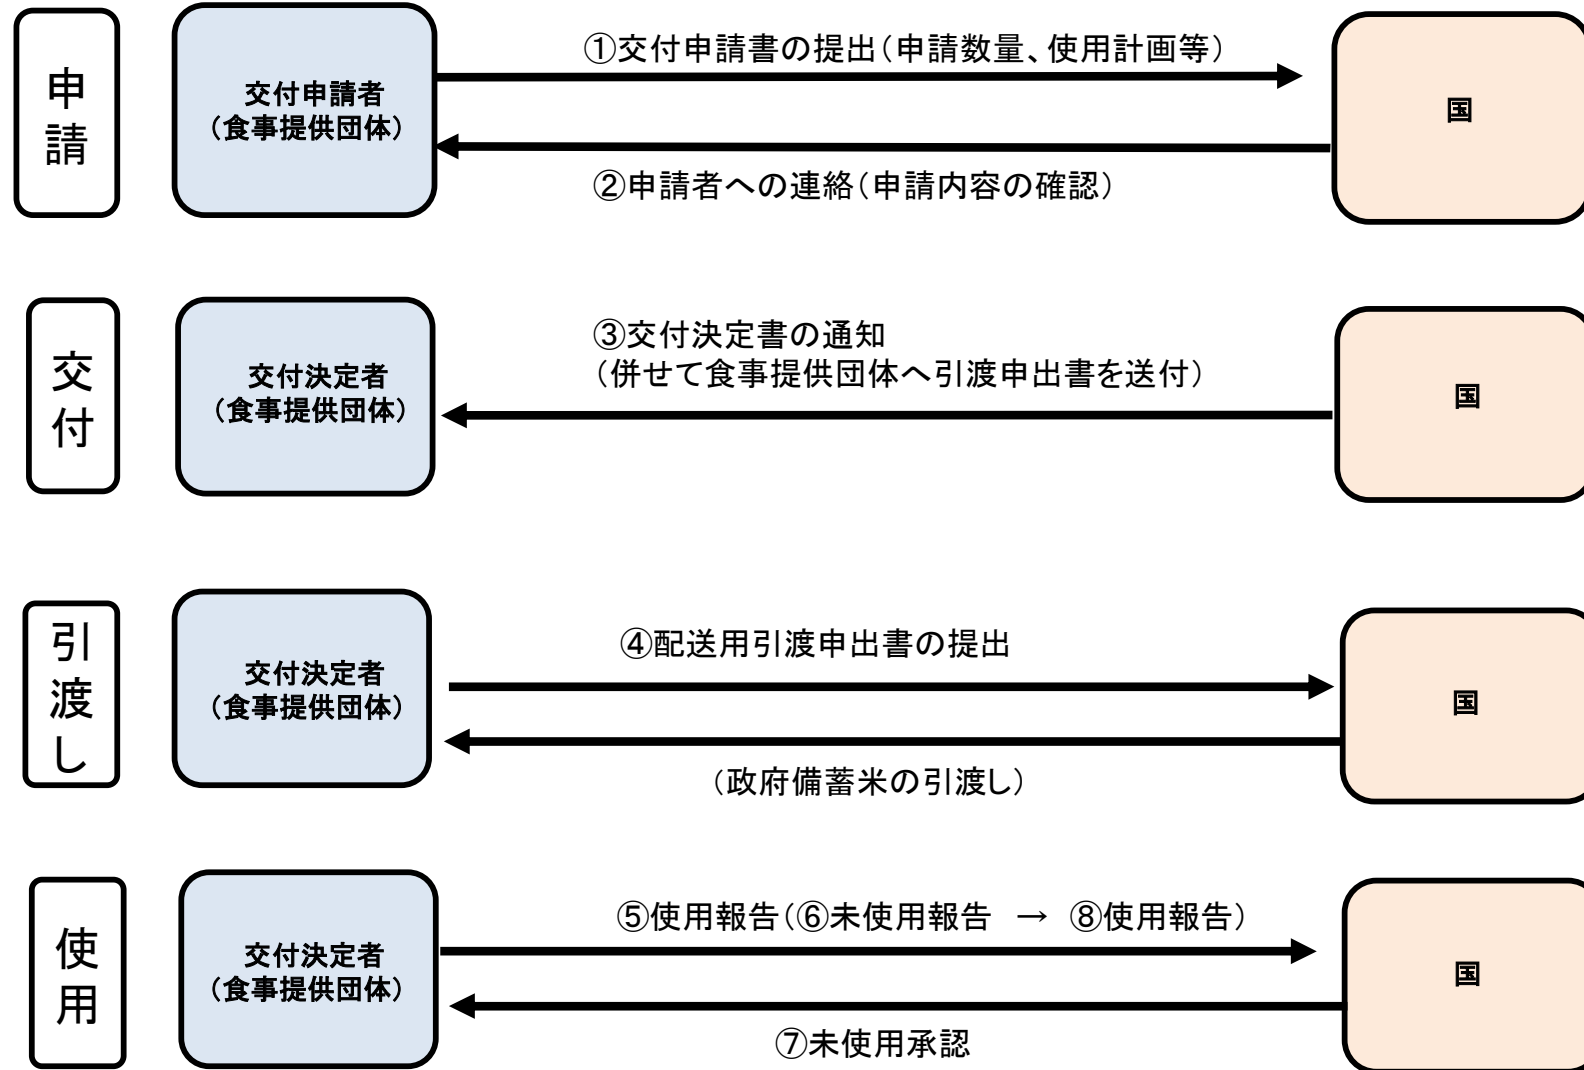 申請
交付申請者
（食事提供団体）
①交付申請書の提出（申請数量、使用計画等）
②申請者への連絡（申請内容の確認）
国
交付
交付決定者
（食事提供団体）
③交付決定書の通知
（併せて食事提供団体へ引渡申出書を送付）
国
引渡し
交付決定者
（食事提供団体）
④配送用引渡申出書の提出
（政府備蓄米の引渡し）
国
使用
交付決定者
（食事提供団体）
⑤使用報告（⑥未使用報告　→　⑧使用報告）
⑦未使用承認
国